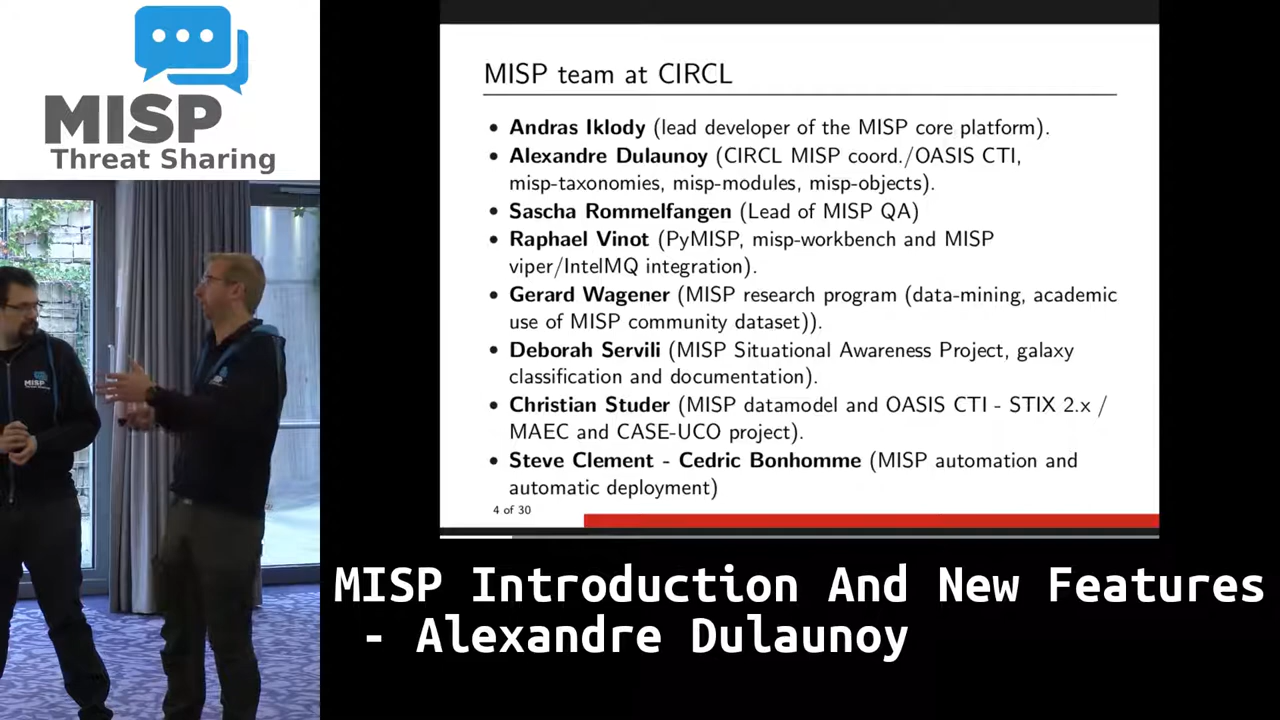 MISP
Threat Sharing
MISP team at CIRCL
• Andras Iklody (lead developer of the MISP core platform).
• Alexandre Dulaunoy (CIRCL MISP coord./OASIS CTI,
misp-taxonomies, misp-modules, misp-objects).
• Sascha Rommelfangen (Lead of MISP QA)
• Raphael Vinot (PyMISP, misp-workbench and MISP
viper/IntelMQ integration).
• Gerard Wagener (MISP research program (data-mining, academic
use of MISP community dataset)).
• Deborah Servili (MISP Situational Awareness Project, galaxy
classification and documentation).
• Christian Studer (MISP datamodel and OASIS CTI - STIX 2.x /
MAEC and CASE-UCO project).
• Steve Clement - Cedric Bonhomme (MISP automation and
automatic deployment)
4 of 30
MISP
MISP Introduction And New Features
- Alexandre Dulaunoy